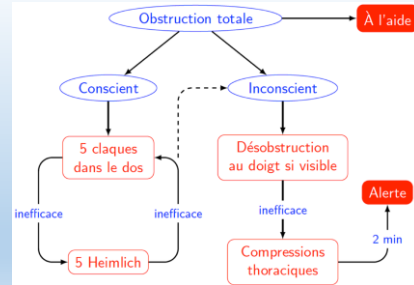 Obstruction totale
À l'aide
Conscient
Inconscient
5 claques
dans le dos
Désobstruction
au doigt si visible
Alerte
inefficace
inefficace
inefficace
2 min
5 Heimlich
Compressions
thoraciques